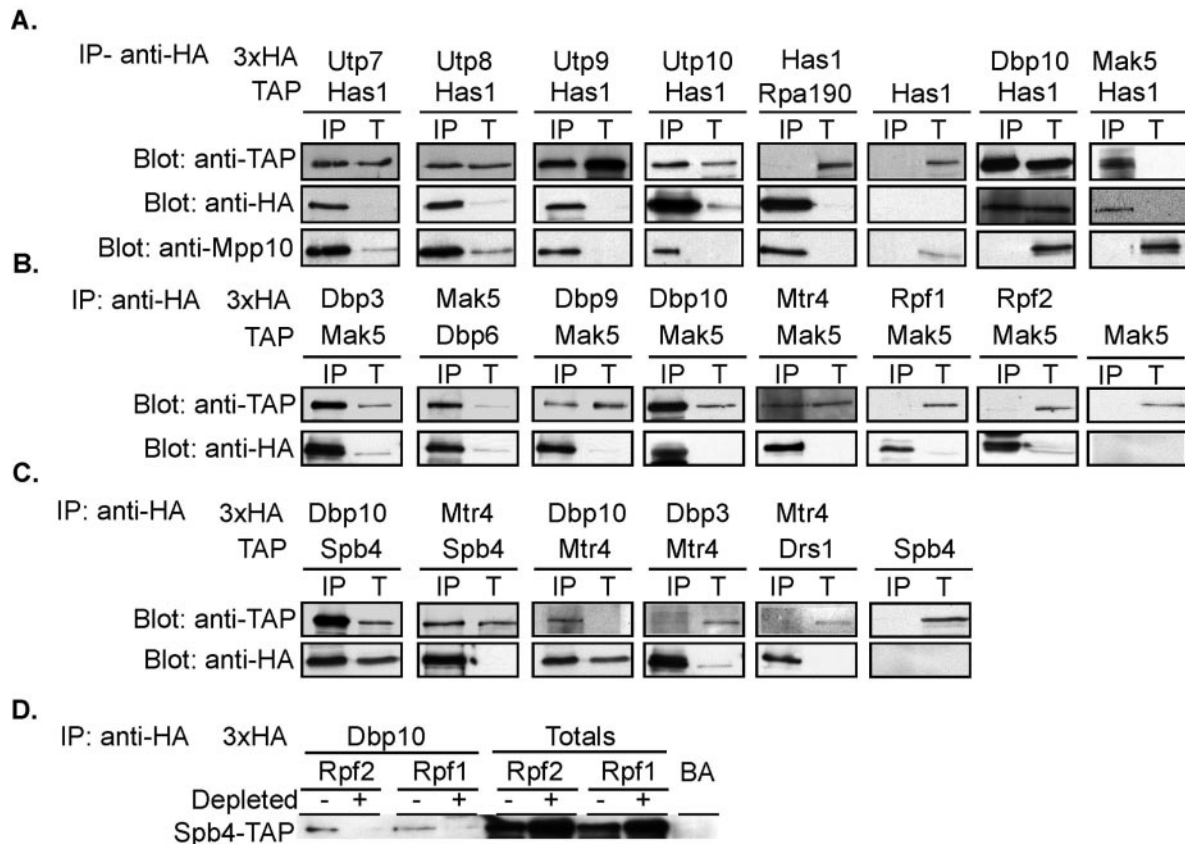 A.
IP- anti-HA 3xHA Utp7 Utp8 Utp9 Utp10 Has1 Dbp10 Mak5
TAP Has1 Has1 Has1 Has1 Rpa190 Has1 Has1 Has1
IP T IP T IP T IP T IP T IP T IP T IP T
Blot: anti-TAP
Blot: anti-HA
Blot: anti-Mpp10
B.
IP: anti-HA 3xHA Dbp3 Mak5 Dbp9 Dbp10 Mtr4 Rpf1 Rpf2
TAP Mak5 Dbp6 Mak5 Mak5 Mak5 Mak5 Mak5 Mak5
IP T IP T IP T IP T IP T IP T IP T IP T
Blot: anti-TAP
Blot: anti-HA
C.
IP: anti-HA 3xHA Dbp10 Mtr4 Dbp10 Dbp3 Mtr4
TAP Spb4 Spb4 Mtr4 Mtr4 Drs1 Spb4
IP T IP T IP T IP T IP T IP T
Blot: anti-TAP
Blot: anti-HA
D.
IP: anti-HA 3xHA Dbp10 Totals
Rpf2 Rpf1 Rpf2 Rpf1 BA
Depleted - + - + - + - +
Spb4-TAP